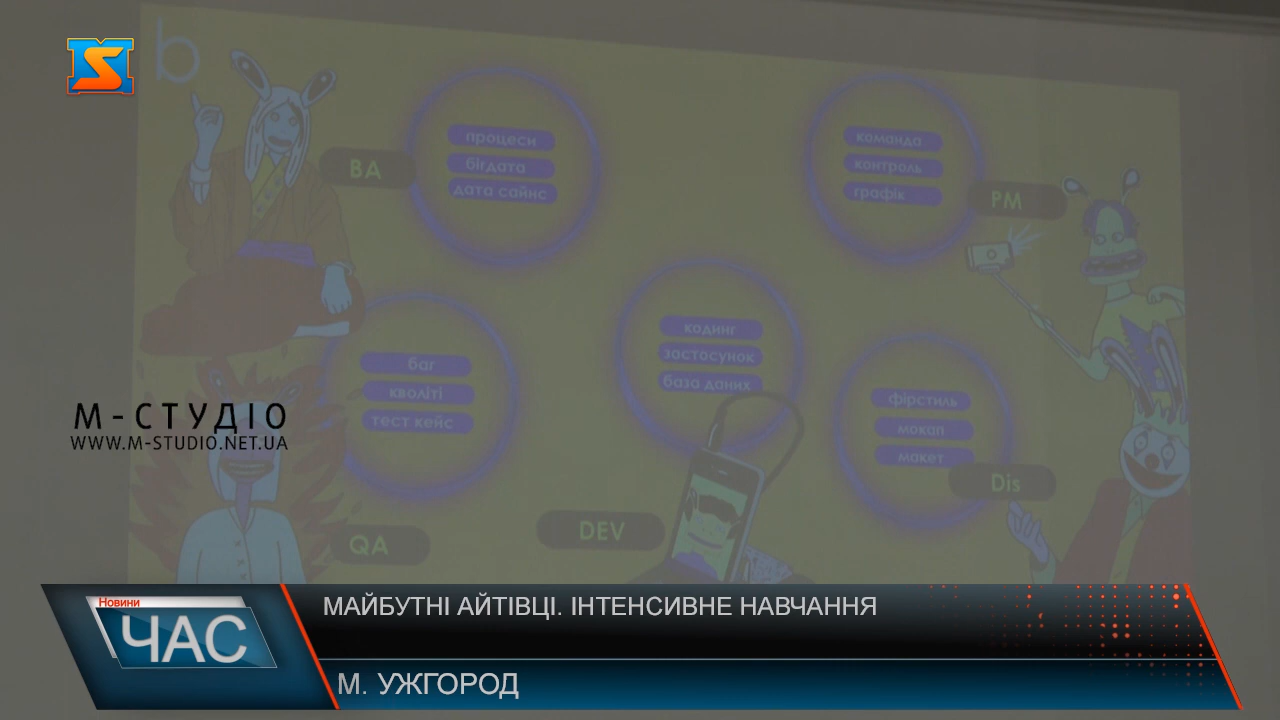 b
BA
процеси
бігдата
дата сайнс
команда
контроль
графік
PM
кодинг
застосунок
база даних
баг
кволіті
тест кейс
фірстиль
мокап
макет
Dis
QA
DEV
М-СТУДІО
WWW.M-STUDIO.NET.UA
Новини
ЧАС
МАЙБУТНІ АЙТІВЦІ. ІНТЕНСИВНЕ НАВЧАННЯ
М. УЖГОРОД